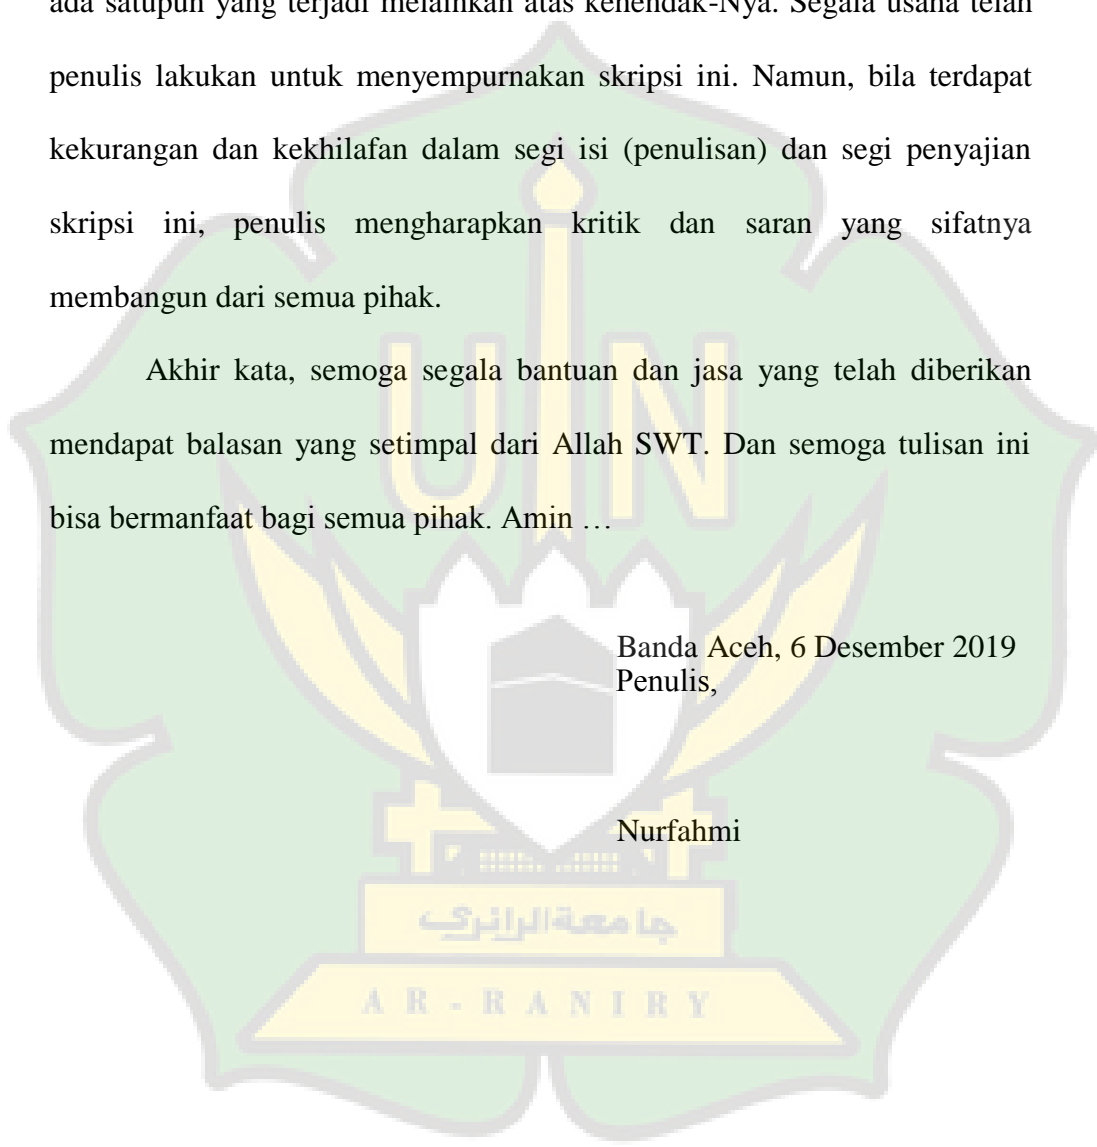 ada satupun yang terjadi melainkan atas kehendak-Nya. Segala usaha telah
penulis lakukan untuk menyempurnakan skripsi ini. Namun, bila terdapat
kekurangan dan kekhilafan dalam segi isi (penulisan) dan segi penyajian
skripsi ini, penulis mengharapkan kritik dan saran yang sifatnya
membangun dari semua pihak.
Akhir kata, semoga segala bantuan dan jasa yang telah diberikan
mendapat balasan yang setimpal dari Allah SWT. Dan semoga tulisan ini
bisa bermanfaat bagi semua pihak. Amin …
UIN
Banda Aceh, 6 Desember 2019
Penulis,
Nurfahmi
جامعة الرانري
AR-RANIRY